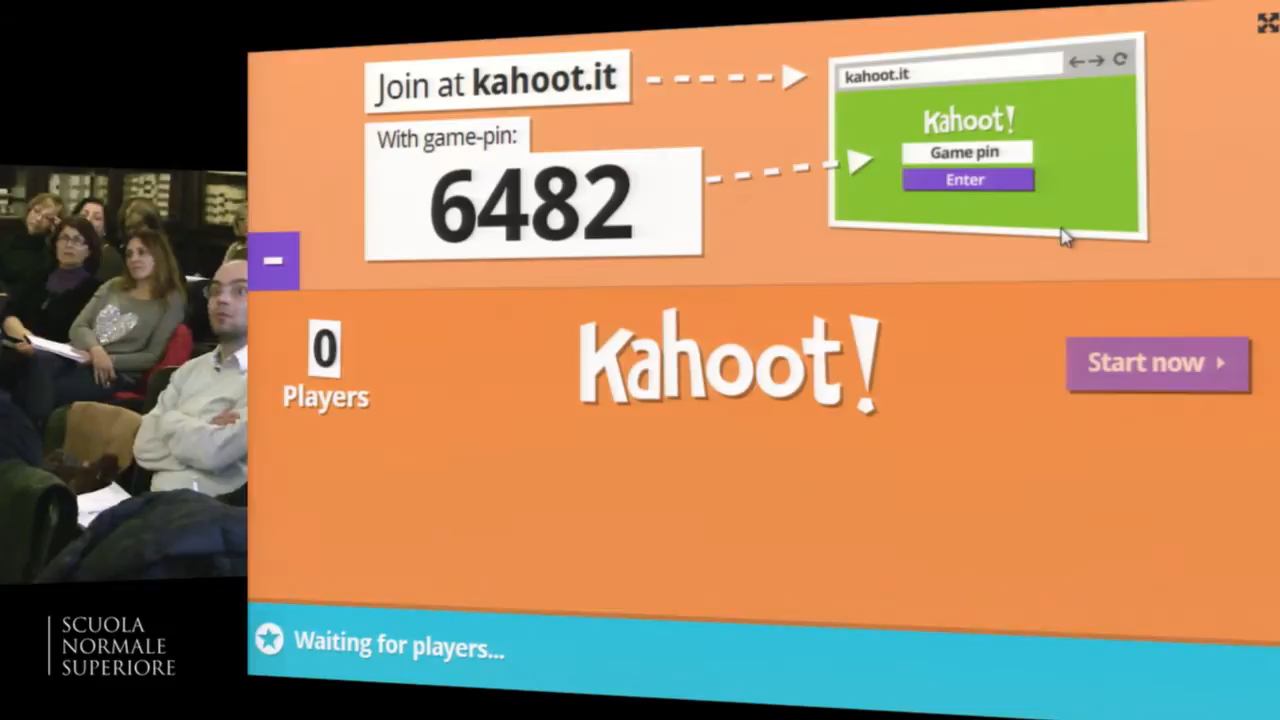 Join at kahoot.it
With game-pin:
6482
kahoot.it
Kahoot!
Game pin
Enter
0
Players
Kahoot!
Start now
Waiting for players...
SCUOLA
NORMALE
SUPERIORE